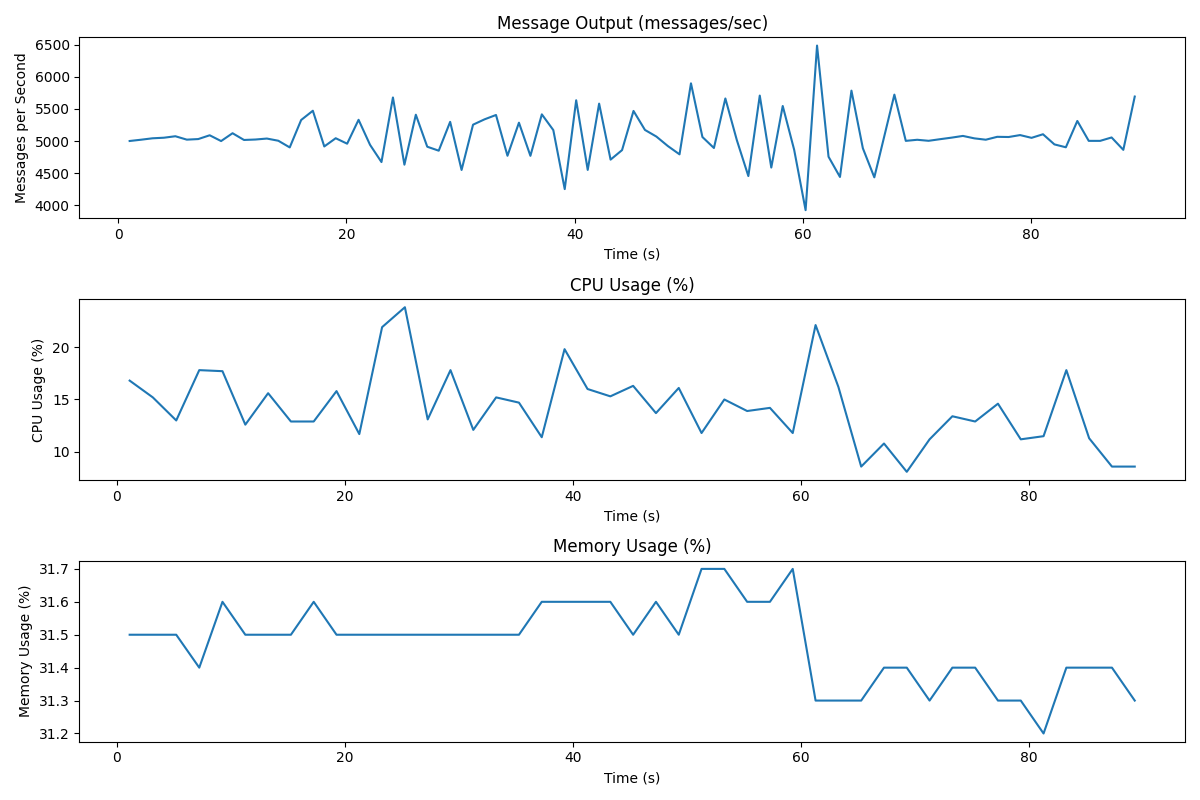 Message Output (messages/sec)
Messages per Second
6500
6000
5500
5000
4500
4000
0 20 40 60 80
Time (s)
CPU Usage (%)
CPU Usage (%)
20
15
10
0 20 40 60 80
Time (s)
Memory Usage (%)
Memory Usage (%)
31.7
31.6
31.5
31.4
31.3
31.2
0 20 40 60 80
Time (s)